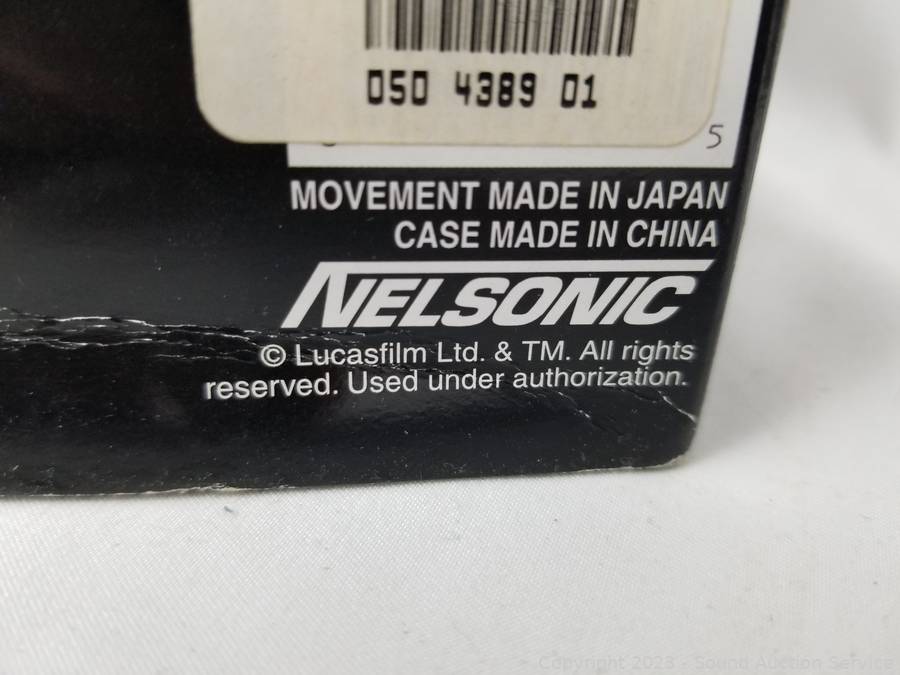 050 4389 01
5
MOVEMENT MADE IN JAPAN
CASE MADE IN CHINA
NELSONIC
© Lucasfilm Ltd. & TM. All rights
reserved. Used under authorization.
Copyright 2023 - Sound Auction Service